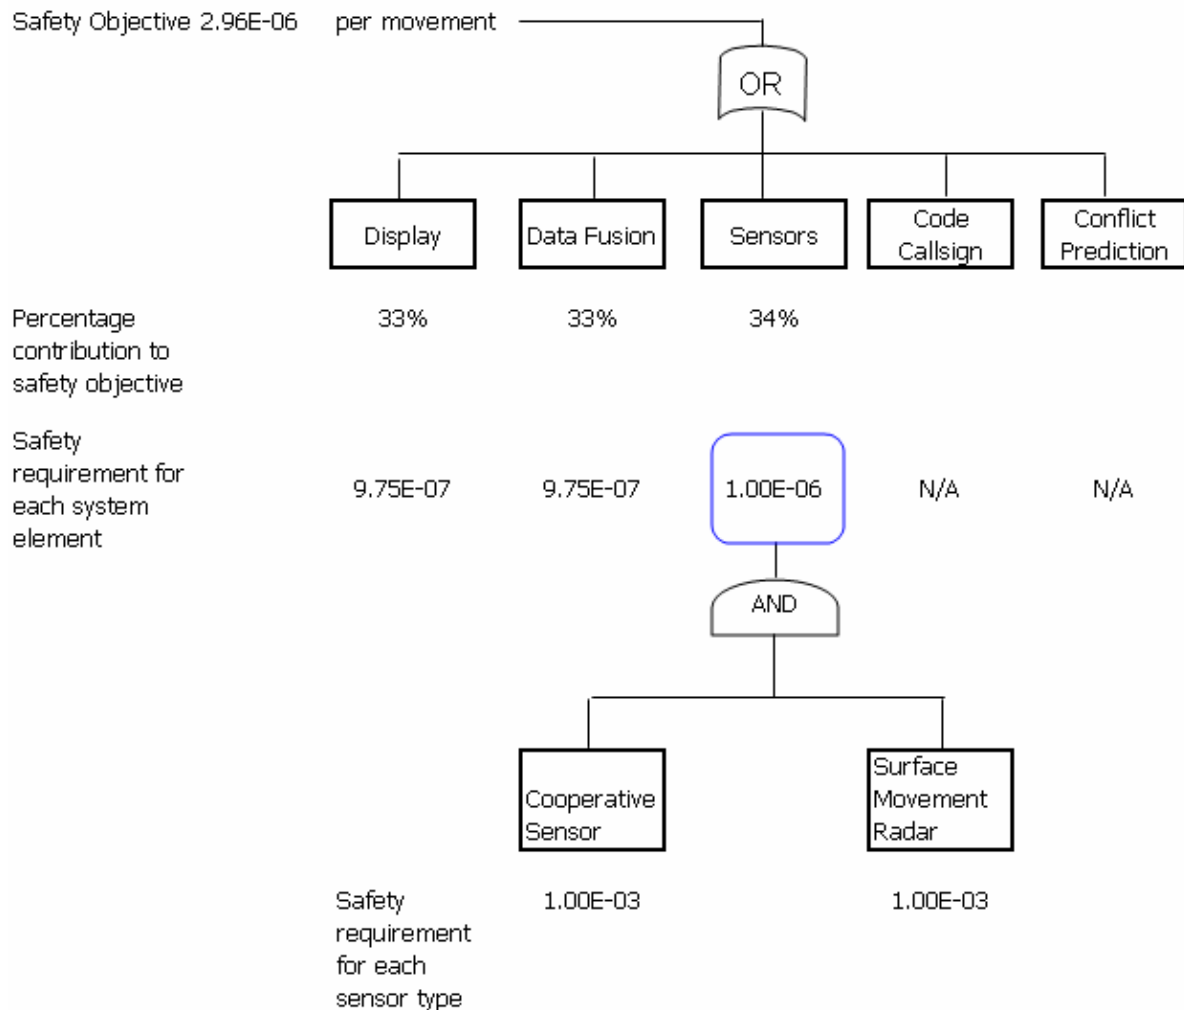 Safety Objective 2.96E-06 per movement
OR
Display
Data Fusion
Sensors
Code
Callsign
Conflict
Prediction
Percentage
contribution to
safety objective
33%
33%
34%
Safety
requirement for
each system
element
9.75E-07
9.75E-07
1.00E-06
N/A
N/A
AND
Cooperative
Sensor
Surface
Movement
Radar
Safety
requirement
for each
sensor type
1.00E-03
1.00E-03